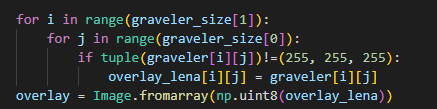 for i in range(graveler_size[1]):
    for j in range(graveler_size[0]):
        if tuple(graveler[i][j])!=(255, 255, 255):
            overlay_lena[i][j] = graveler[i][j]
overlay = Image.fromarray(np.uint8(overlay_lena))